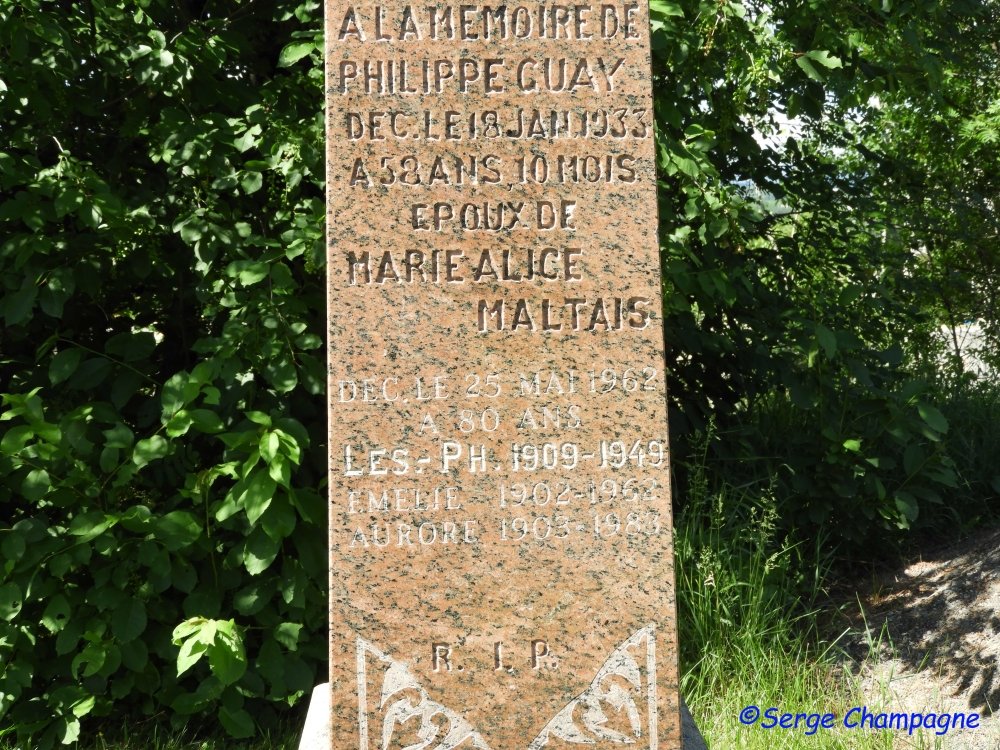 A LA MEMOIRE DE
PHILIPPE GUAY
DEC. LE 18 JAN. 1933
A 58 ANS, 10 MOIS
EPOUX DE
MARIE ALICE
MALTAIS
DEC. LE 25 MAI 1962
A 80 ANS
LES.-PH. 1909-1949
EMELIE 1902-1962
AURORE 1903-1983
R. I. P.
©Serge Champagne